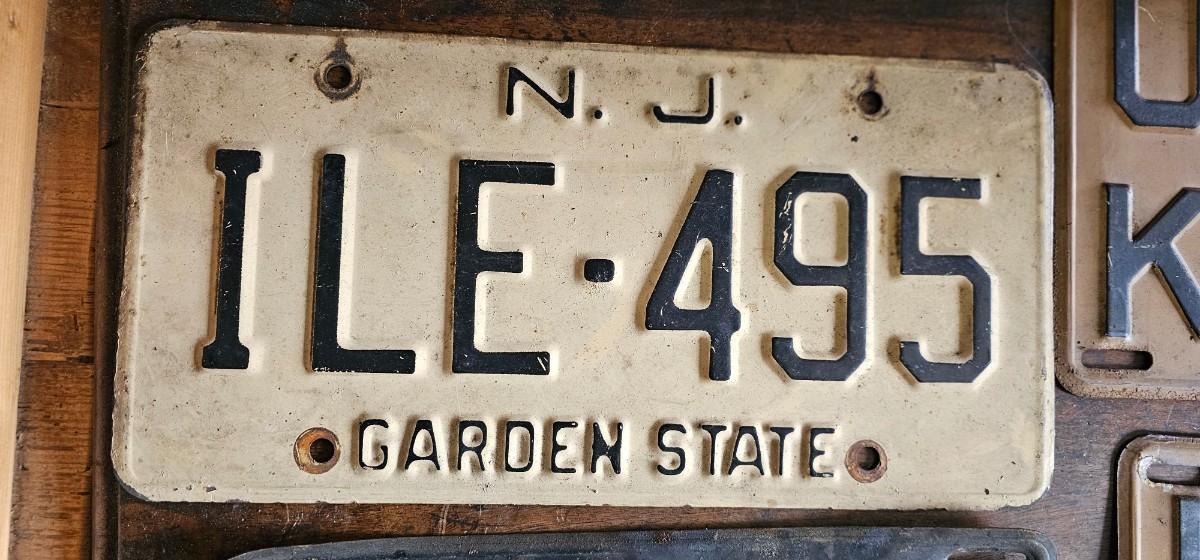 N. J.
ILE·495
GARDEN STATE
K